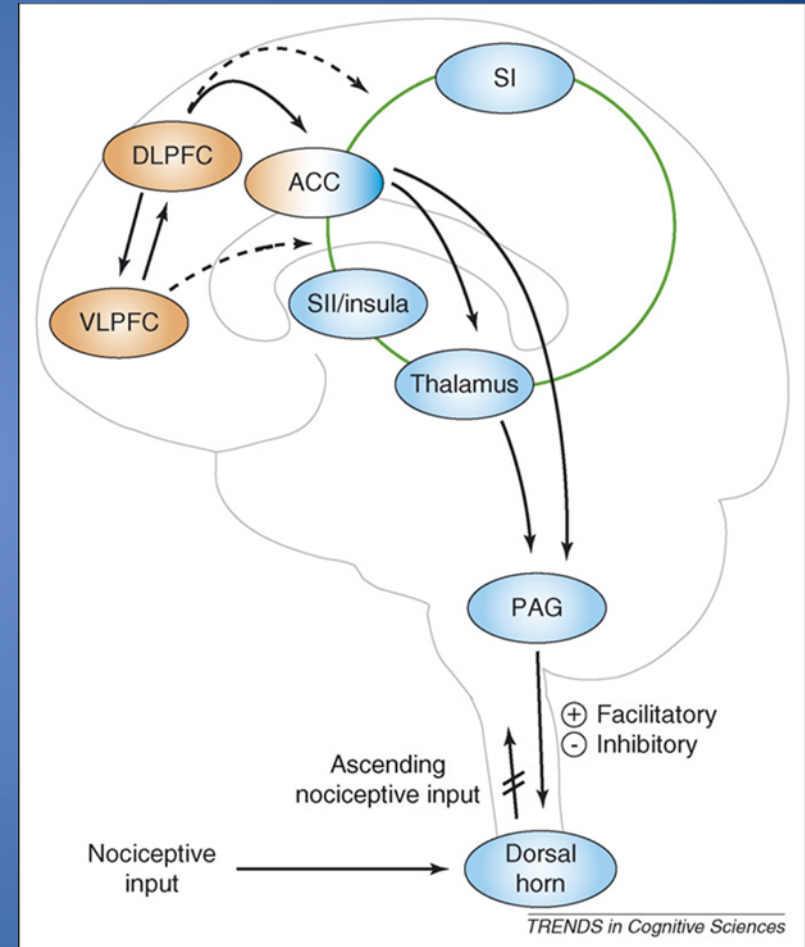 SI
DLPFC
ACC
SII/insula
VLPFC
Thalamus
PAG
+ Facilitatory
- Inhibitory
Ascending
nociceptive input
Nociceptive
input
Dorsal
horn
TRENDS in Cognitive Sciences